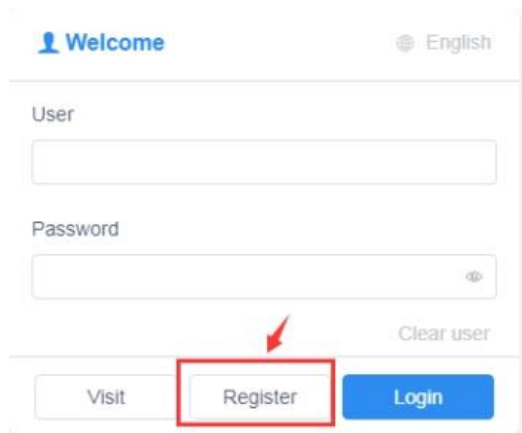 Welcome
English
User
Password
Clear user
Visit
Register
Login